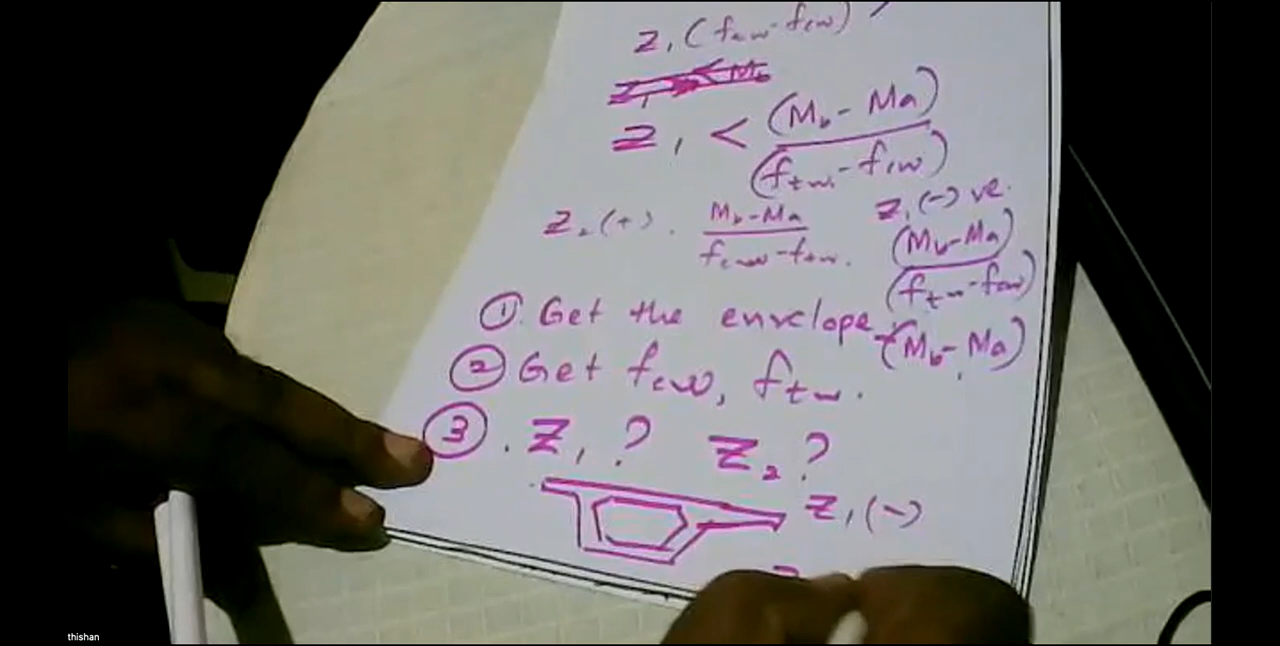 Z₁ (fcw - fcw)
Z₁ < (Mb - Ma)
(ftw - fcw)
Z₂ (+) . Mb - Ma
fcw - ftw .
Z₁ (-) ve.
(Mb - Ma)
(ftw - fcw)
① Get the envelope - (Mb - Ma)
② Get fcw, ftw .
③ . Z₁ ? Z₂ ?
Z₁ (-)
thishan